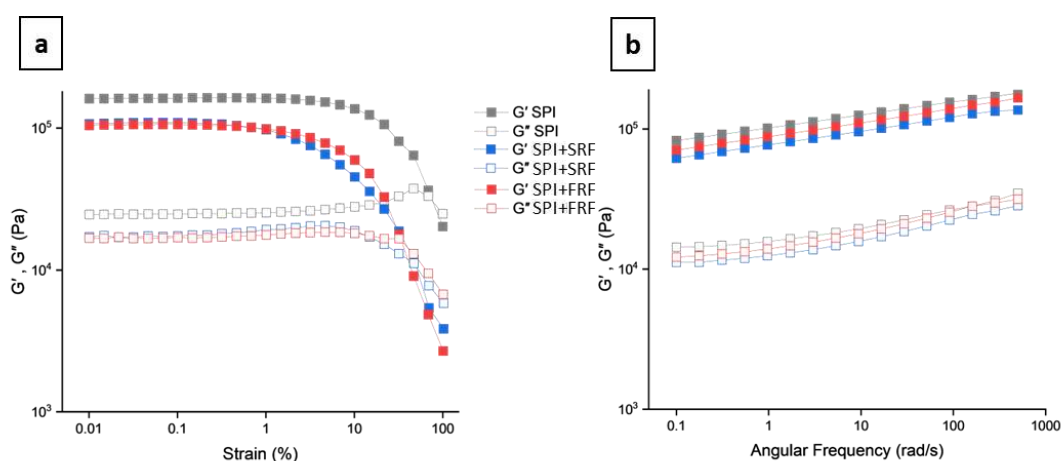 a
G′, G″ (Pa)
10⁵
10⁴
10³
0.01 0.1 1 10 100
Strain (%)
G′ SPI
G″ SPI
G′ SPI+SRF
G″ SPI+SRF
G′ SPI+FRF
G″ SPI+FRF
b
G′, G″ (Pa)
10⁵
10⁴
10³
0.1 1 10 100 1000
Angular Frequency (rad/s)